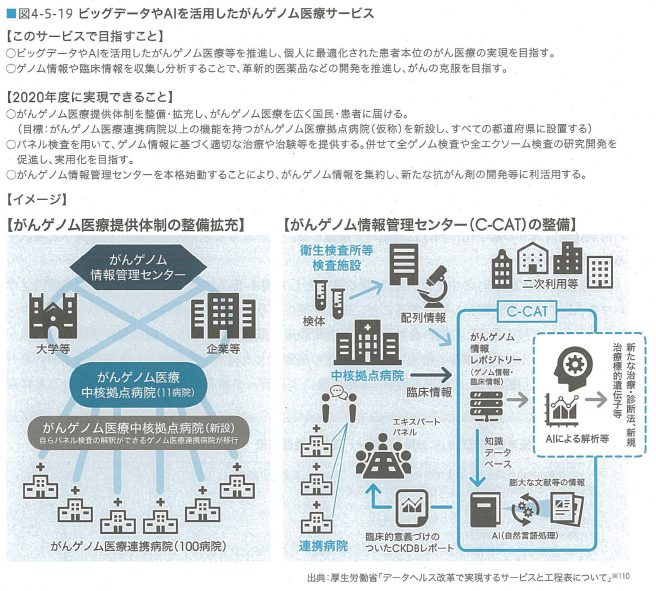 ■図4-5-19 ビッグデータやAIを活用したがんゲノム医療サービス
【このサービスで目指すこと】
○ビッグデータやAIを活用したがんゲノム医療等を推進し、個人に最適化された患者本位のがん医療の実現を目指す。
○ゲノム情報や臨床情報を収集し分析することで、革新的医薬品などの開発を推進し、がんの克服を目指す。
【2020年度に実現できること】
○がんゲノム医療提供体制を整備・拡充し、がんゲノム医療を広く国民・患者に届ける。
(目標:がんゲノム医療連携病院以上の機能を持つがんゲノム医療拠点病院(仮称)を新設し、すべての都道府県に設置する)
○パネル検査を用いて、ゲノム情報に基づく適切な治療や治験等を提供する。併せて全ゲノム検査や全エクソーム検査の研究開発を
促進し、実用化を目指す。
○がんゲノム情報管理センターを本格始動することにより、がんゲノム情報を集約し、新たな抗がん剤の開発等に利活用する。
【イメージ】
【がんゲノム医療提供体制の整備拡充】
がんゲノム
情報管理センター
大学等
企業等
がんゲノム医療
中核拠点病院(11病院)
がんゲノム医療中核拠点病院(新設)
自らパネル検査の解釈ができるゲノム医療連携病院が移行
がんゲノム医療連携病院(100病院)
【がんゲノム情報管理センター(C-CAT)の整備】
衛生検査所等
検査施設
検体
配列情報
二次利用等
C-CAT
中核拠点病院
臨床情報
がんゲノム
情報
レポジトリー
(ゲノム情報・
臨床情報)
AIによる解析等
新たな治療・診断法、新規
治療標的遺伝子等
エキスパート
パネル
知識
データ
ベース
膨大な文献等の情報
AI(自然言語処理)
連携病院
臨床的意義づけの
ついたCKDBレポート
出典:厚生労働省「データヘルス改革で実現するサービスと工程表について」※110